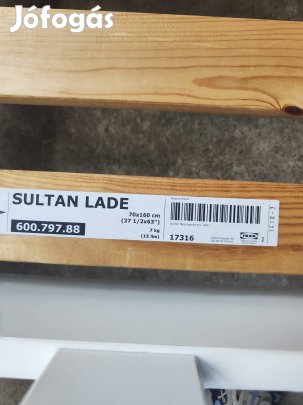 Jófogás
SULTAN LADE
70x160 cm
(27 1/2x63")
600.797.88
7 kg
(15 lbs)
17316
IKEA